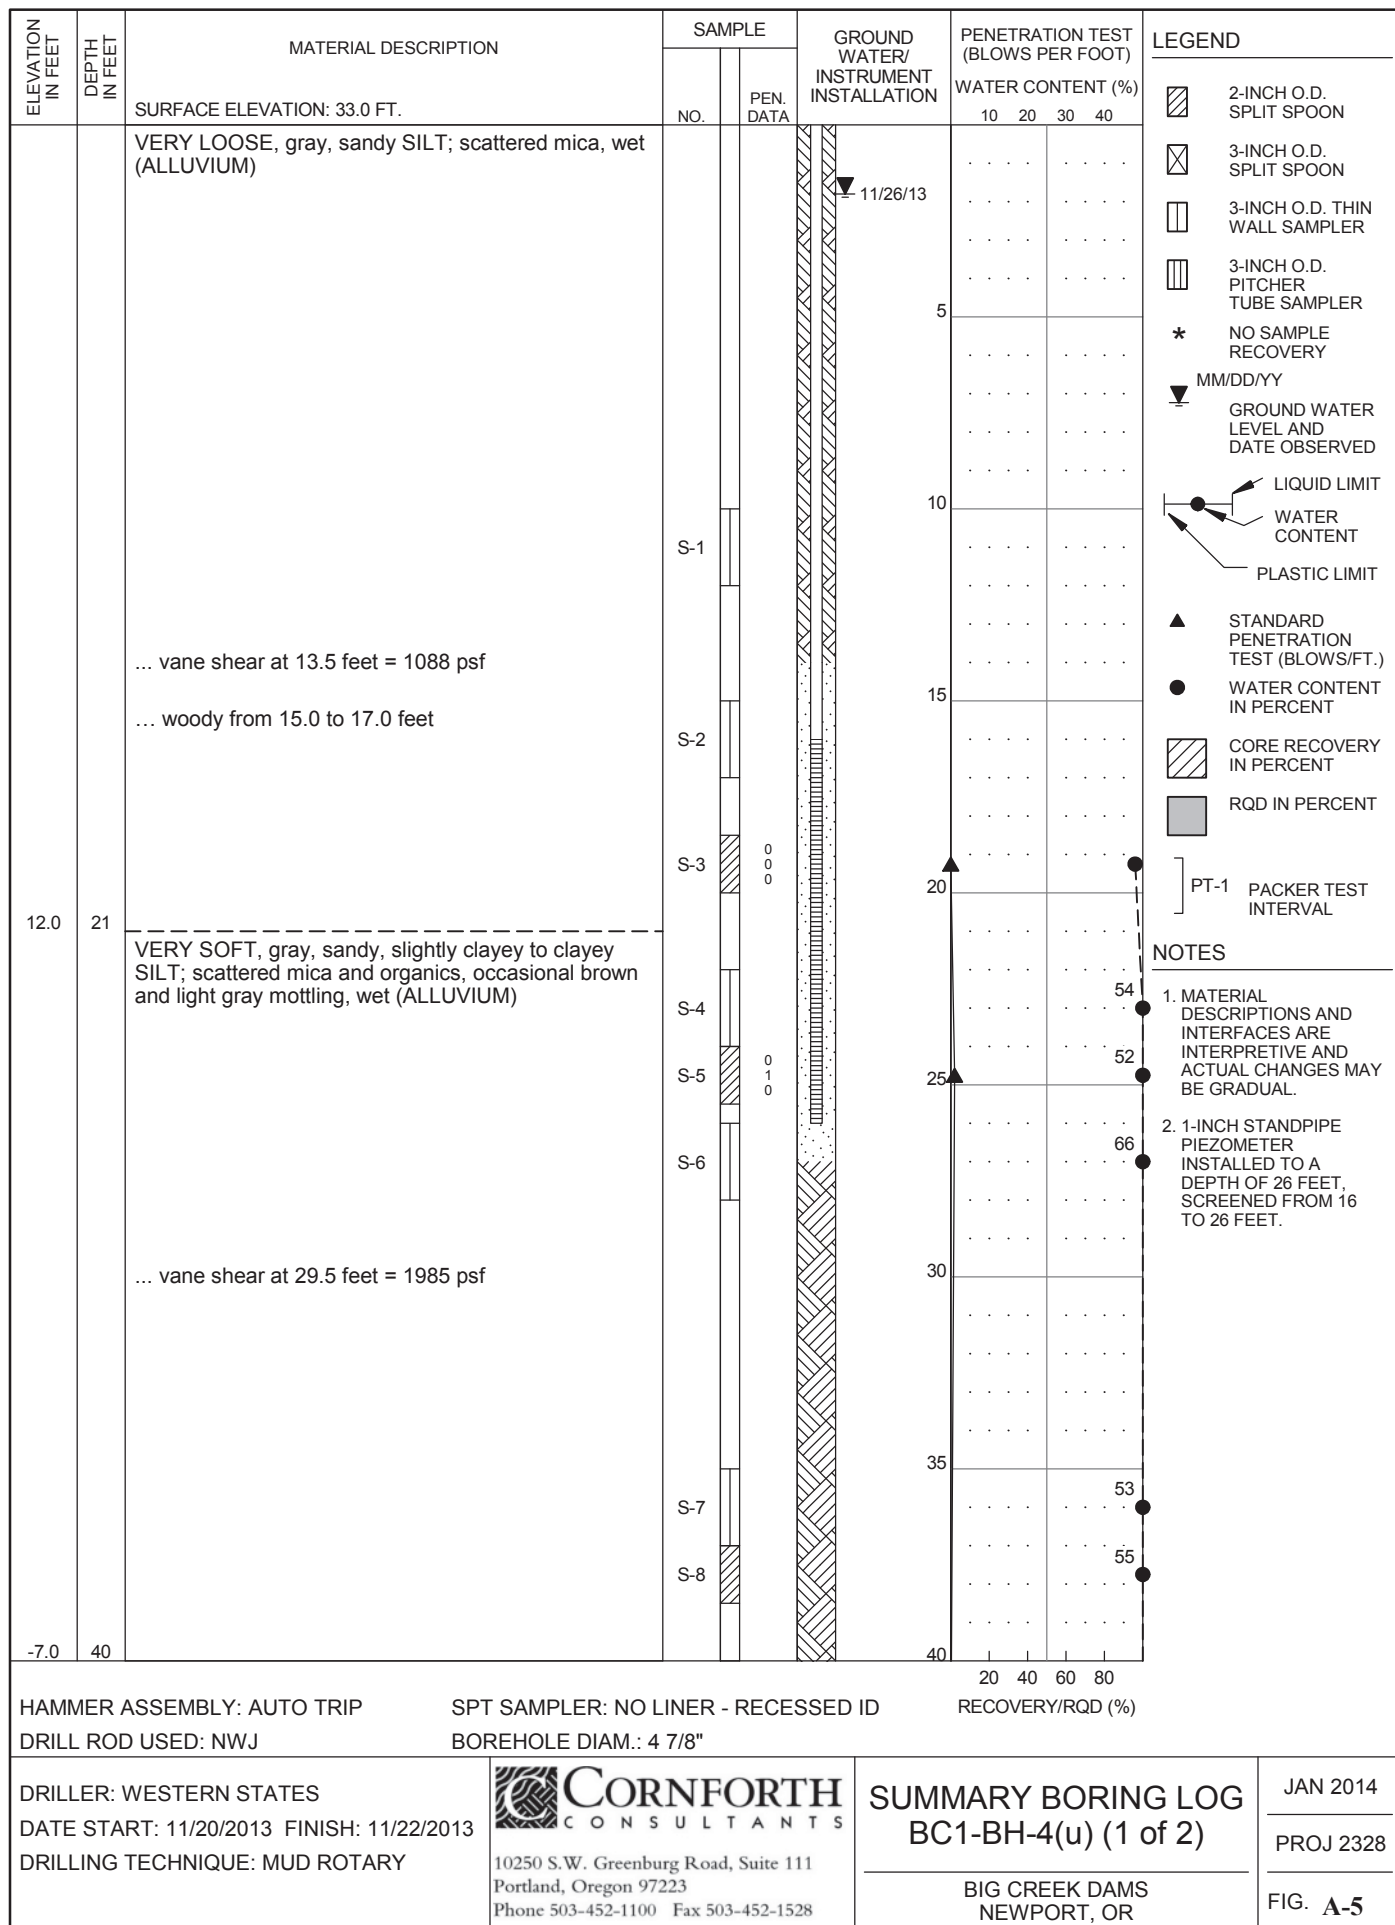 ELEVATION
IN FEET
DEPTH
IN FEET
MATERIAL DESCRIPTION
SURFACE ELEVATION: 33.0 FT.
SAMPLE
NO.
PEN.
DATA
GROUND
WATER/
INSTRUMENT
INSTALLATION
PENETRATION TEST
(BLOWS PER FOOT)
WATER CONTENT (%)
10 20 30 40
VERY LOOSE, gray, sandy SILT; scattered mica, wet
(ALLUVIUM)
11/26/13
5
10
S-1
... vane shear at 13.5 feet = 1088 psf
15
... woody from 15.0 to 17.0 feet
S-2
S-3
0
0
0
20
12.0 21
VERY SOFT, gray, sandy, slightly clayey to clayey
SILT; scattered mica and organics, occasional brown
and light gray mottling, wet (ALLUVIUM)
S-4
54
S-5
0
1
0
52
25
S-6
66
... vane shear at 29.5 feet = 1985 psf
30
35
S-7
53
S-8
55
-7.0 40
40
20 40 60 80
RECOVERY/RQD (%)
LEGEND
2-INCH O.D.
SPLIT SPOON
3-INCH O.D.
SPLIT SPOON
3-INCH O.D. THIN
WALL SAMPLER
3-INCH O.D.
PITCHER
TUBE SAMPLER
* NO SAMPLE
RECOVERY
MM/DD/YY
GROUND WATER
LEVEL AND
DATE OBSERVED
LIQUID LIMIT
WATER
CONTENT
PLASTIC LIMIT
STANDARD
PENETRATION
TEST (BLOWS/FT.)
WATER CONTENT
IN PERCENT
CORE RECOVERY
IN PERCENT
RQD IN PERCENT
PT-1 PACKER TEST
INTERVAL
NOTES
1. MATERIAL
DESCRIPTIONS AND
INTERFACES ARE
INTERPRETIVE AND
ACTUAL CHANGES MAY
BE GRADUAL.
2. 1-INCH STANDPIPE
PIEZOMETER
INSTALLED TO A
DEPTH OF 26 FEET,
SCREENED FROM 16
TO 26 FEET.
HAMMER ASSEMBLY: AUTO TRIP
SPT SAMPLER: NO LINER - RECESSED ID
DRILL ROD USED: NWJ
BOREHOLE DIAM.: 4 7/8"
DRILLER: WESTERN STATES
DATE START: 11/20/2013 FINISH: 11/22/2013
DRILLING TECHNIQUE: MUD ROTARY
CORNFORTH
CONSULTANTS
10250 S.W. Greenburg Road, Suite 111
Portland, Oregon 97223
Phone 503-452-1100 Fax 503-452-1528
SUMMARY BORING LOG
BC1-BH-4(u) (1 of 2)
BIG CREEK DAMS
NEWPORT, OR
JAN 2014
PROJ 2328
FIG. A-5